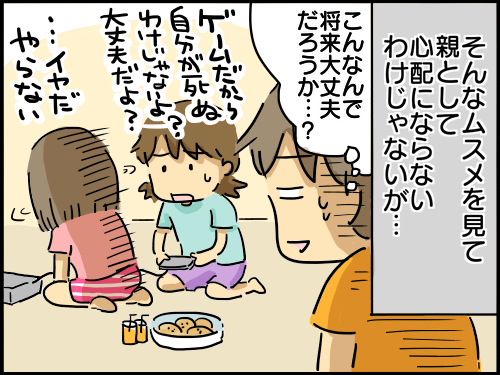 そんなムスメを見て
親として
心配にならない
わけじゃないが…
こんなんで
将来大丈夫
だろうか…?
ゲームだから
自分が死ぬ
わけじゃないよ?
大丈夫だよ?
…イヤだ
やらない